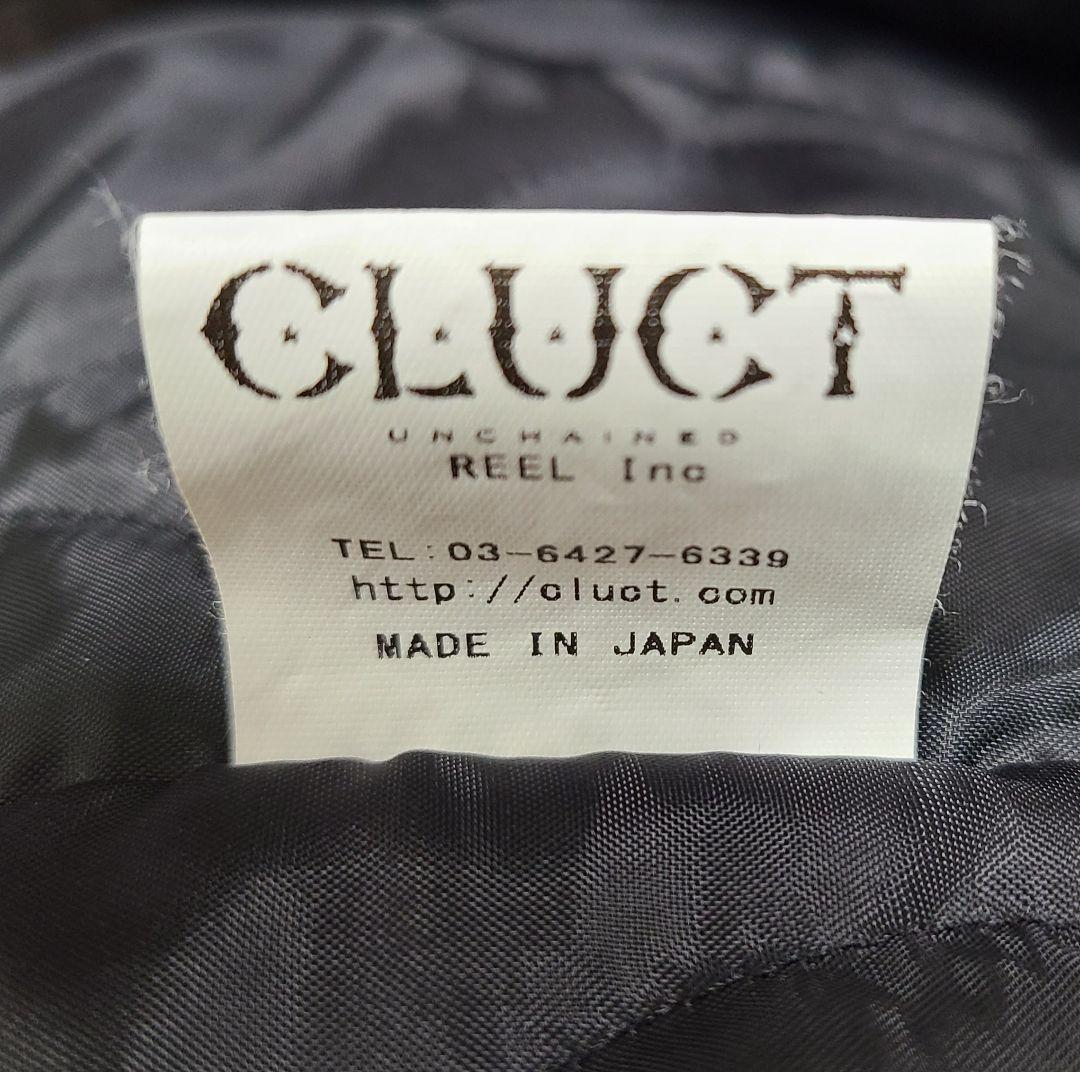 CLUCT
UNCHAINED
REEL Inc
TEL:03-6427-6339
http://cluct.com
MADE IN JAPAN